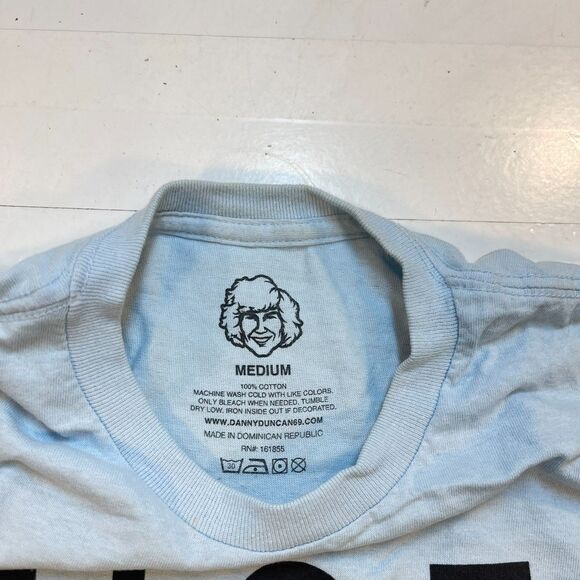 MEDIUM
100% COTTON
MACHINE WASH COLD WITH LIKE COLORS.
ONLY BLEACH WHEN NEEDED. TUMBLE
DRY LOW. IRON INSIDE OUT IF DECORATED.
WWW.DANNYDUNCAN69.COM
MADE IN DOMINICAN REPUBLIC
RN#: 161855
30